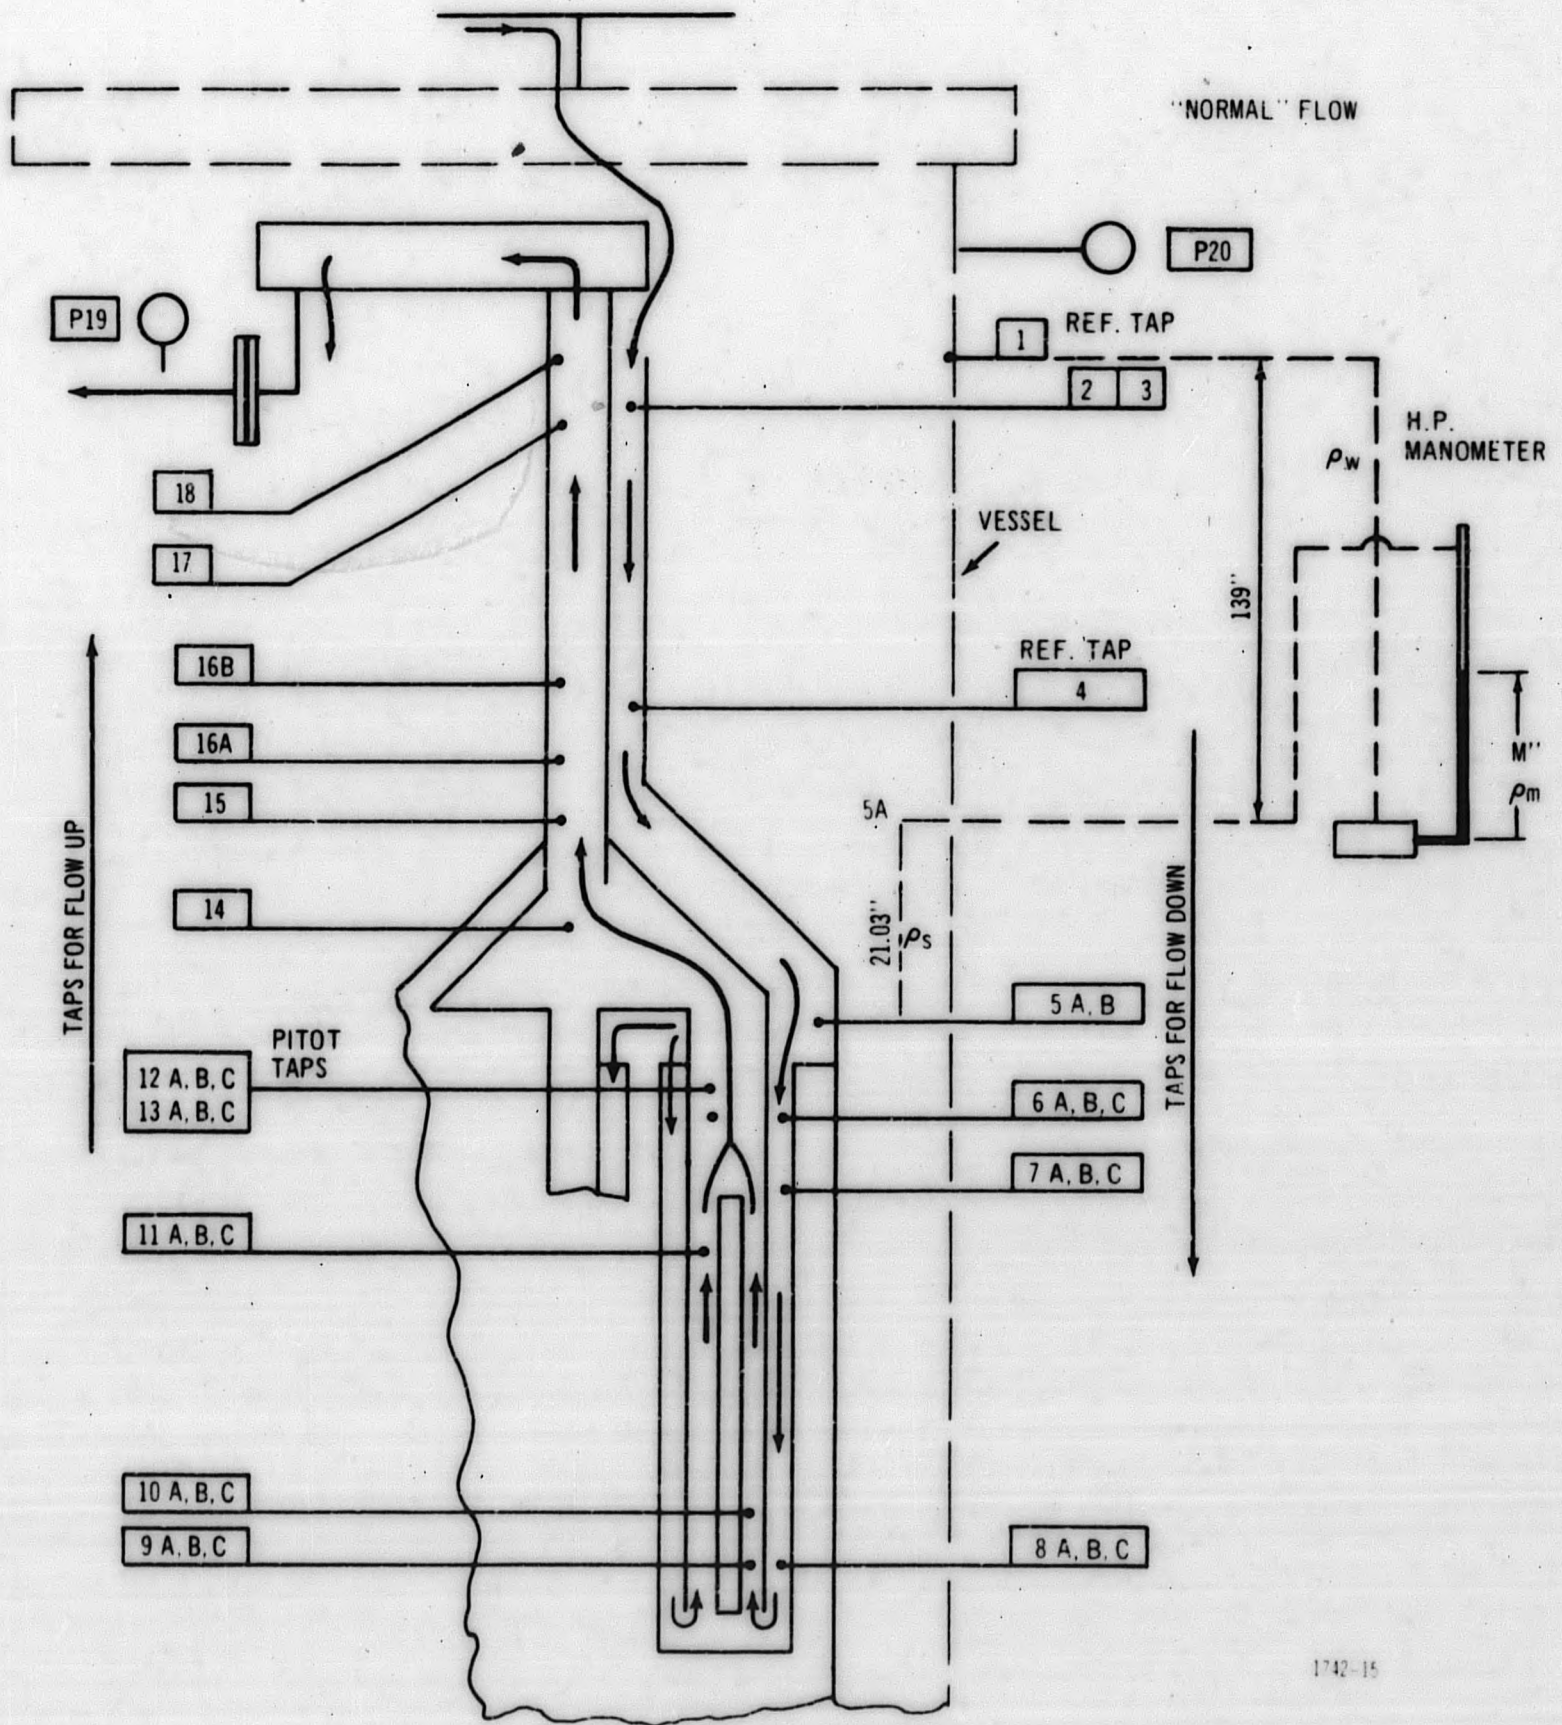 "NORMAL" FLOW
P20
P19
1
REF. TAP
2 3
H.P.
MANOMETER
ρw
18
VESSEL
17
139"
REF. TAP
16B
4
16A
M"
15
5A
ρm
TAPS FOR FLOW UP
14
21.03"
ρs
TAPS FOR FLOW DOWN
5 A, B
PITOT
TAPS
12 A, B, C
13 A, B, C
6 A, B, C
7 A, B, C
11 A, B, C
10 A, B, C
9 A, B, C
8 A, B, C
1742-15